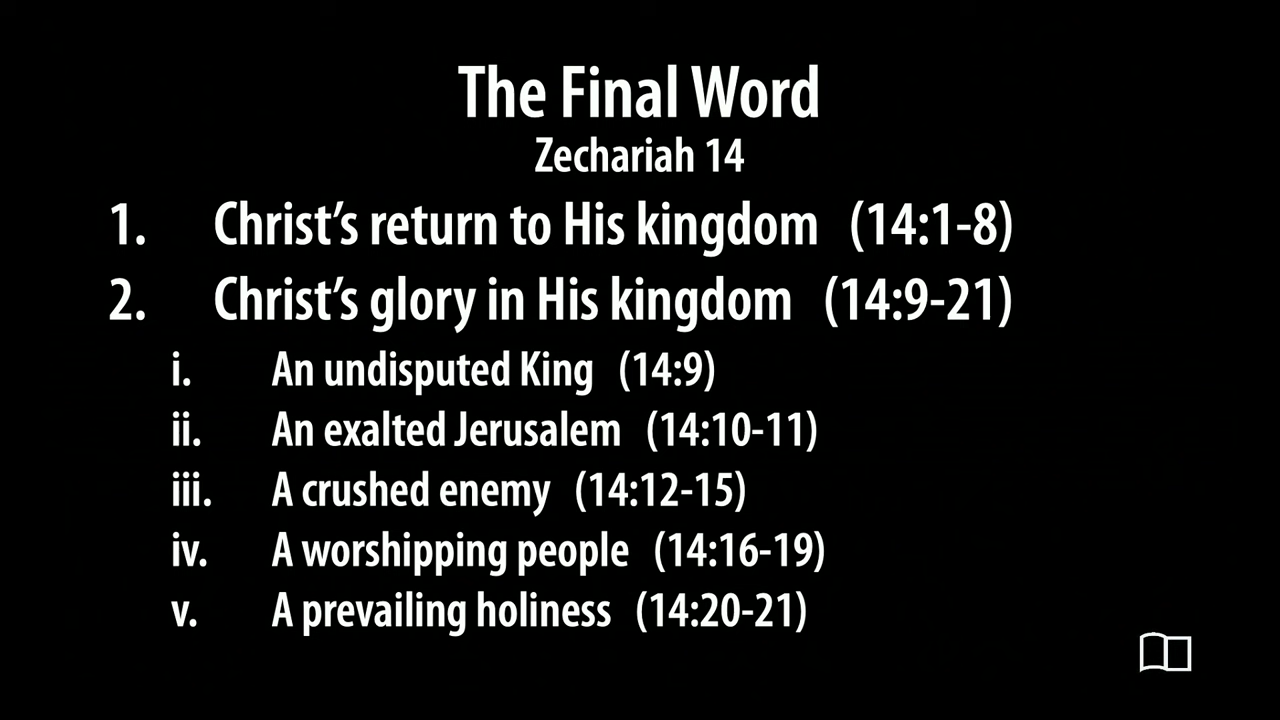 The Final Word
Zechariah 14
1. Christ’s return to His kingdom (14:1-8)
2. Christ’s glory in His kingdom (14:9-21)
i. An undisputed King (14:9)
ii. An exalted Jerusalem (14:10-11)
iii. A crushed enemy (14:12-15)
iv. A worshipping people (14:16-19)
v. A prevailing holiness (14:20-21)